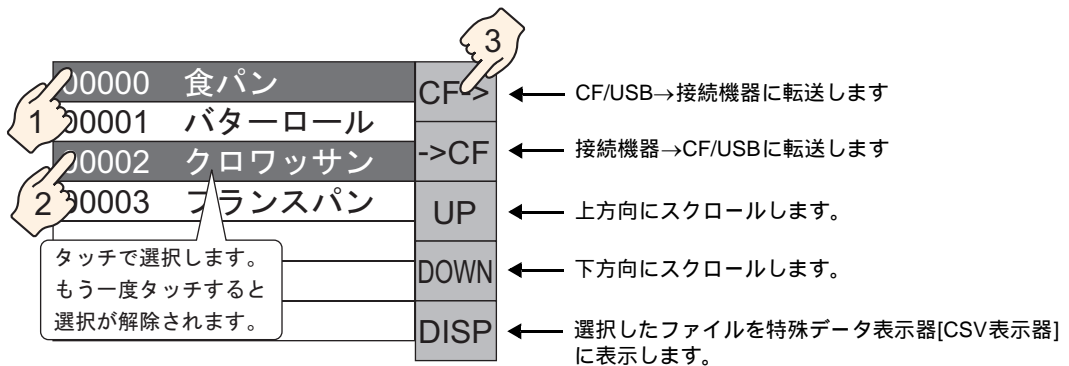 3
00000 食パン
CF->
CF/USB→接続機器に転送します
1
00001 バターロール
->CF
接続機器→CF/USBに転送します
00002 クロワッサン
2
00003 フランスパン
UP
上方向にスクロールします。
タッチで選択します。
もう一度タッチすると
選択が解除されます。
DOWN
下方向にスクロールします。
DISP
選択したファイルを特殊データ表示器[CSV表示器]
に表示します。